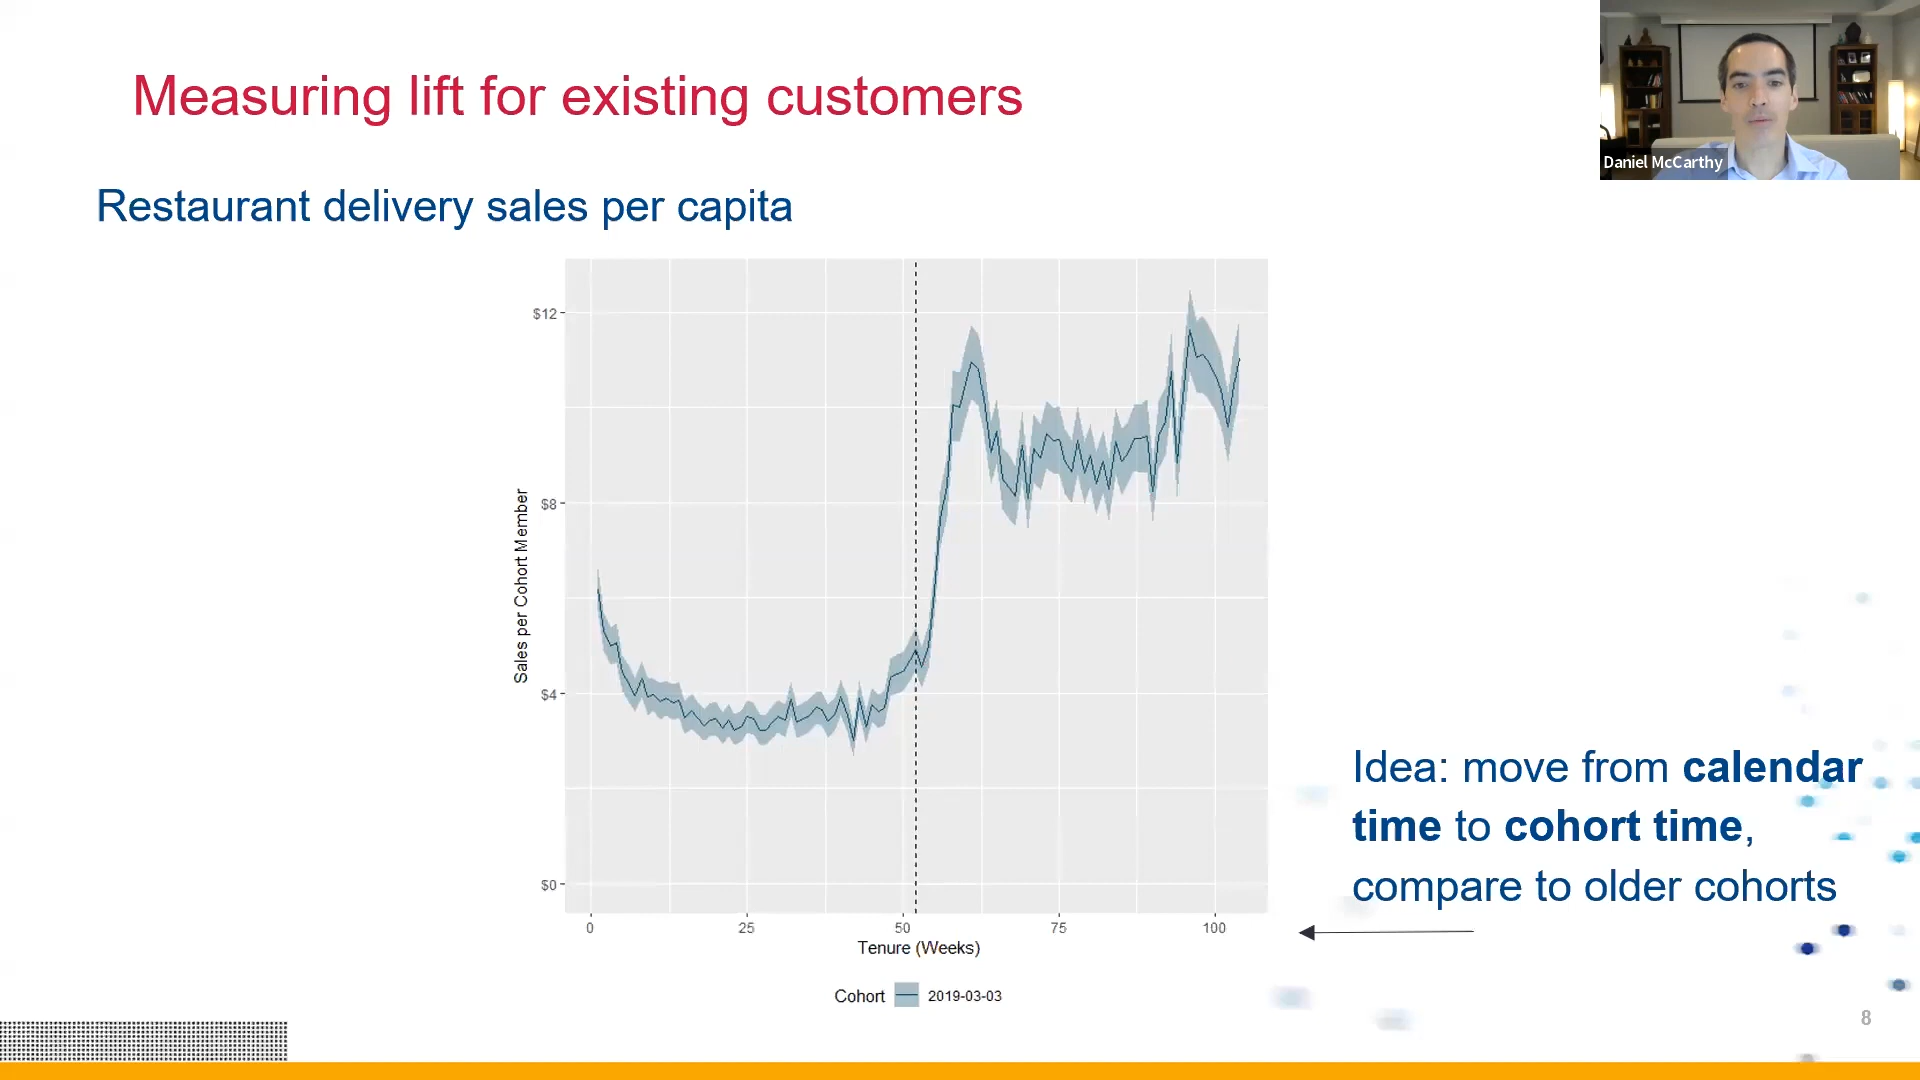 Measuring lift for existing customers
Daniel McCarthy
Restaurant delivery sales per capita
$12
$8
$4
$0
Sales per Cohort Member
0 25 50 75 100
Tenure (Weeks)
Cohort 2019-03-03
Idea: move from calendar
time to cohort time,
compare to older cohorts
8